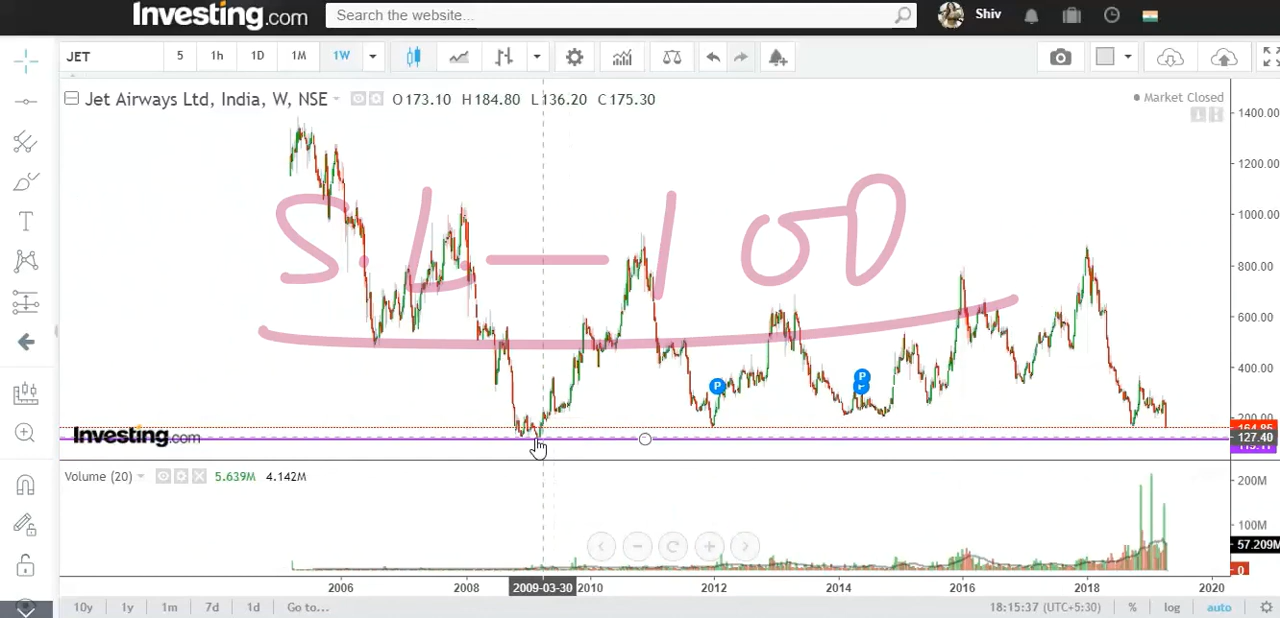 Investing.com
Search the website...
Shiv
JET
5
1h
1D
1M
1W
Jet Airways Ltd, India, W, NSE
O 173.10 H 184.80 L 136.20 C 175.30
Market Closed
1400.00
1200.00
1000.00
800.00
600.00
400.00
200.00
164.85
127.40
S.L — 100
P
P
Investing.com
Volume (20)
5.639M 4.142M
200M
100M
57.209M
0
2006
2008
2009-03-30
2010
2012
2014
2016
2018
2020
10y
1y
1m
7d
1d
Go to...
18:15:37 (UTC+5:30)
%
log
auto